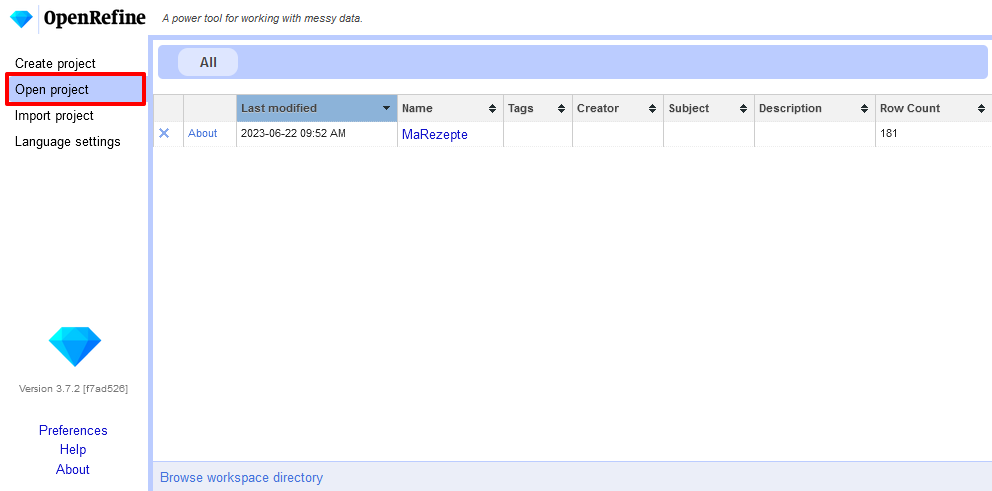 OpenRefine A power tool for working with messy data.
Create project
Open project
Import project
Language settings
All
Last modified Name Tags Creator Subject Description Row Count
About 2023-06-22 09:52 AM MaRezepte 181
Version 3.7.2 [f7ad526]
Preferences
Help
About
Browse workspace directory